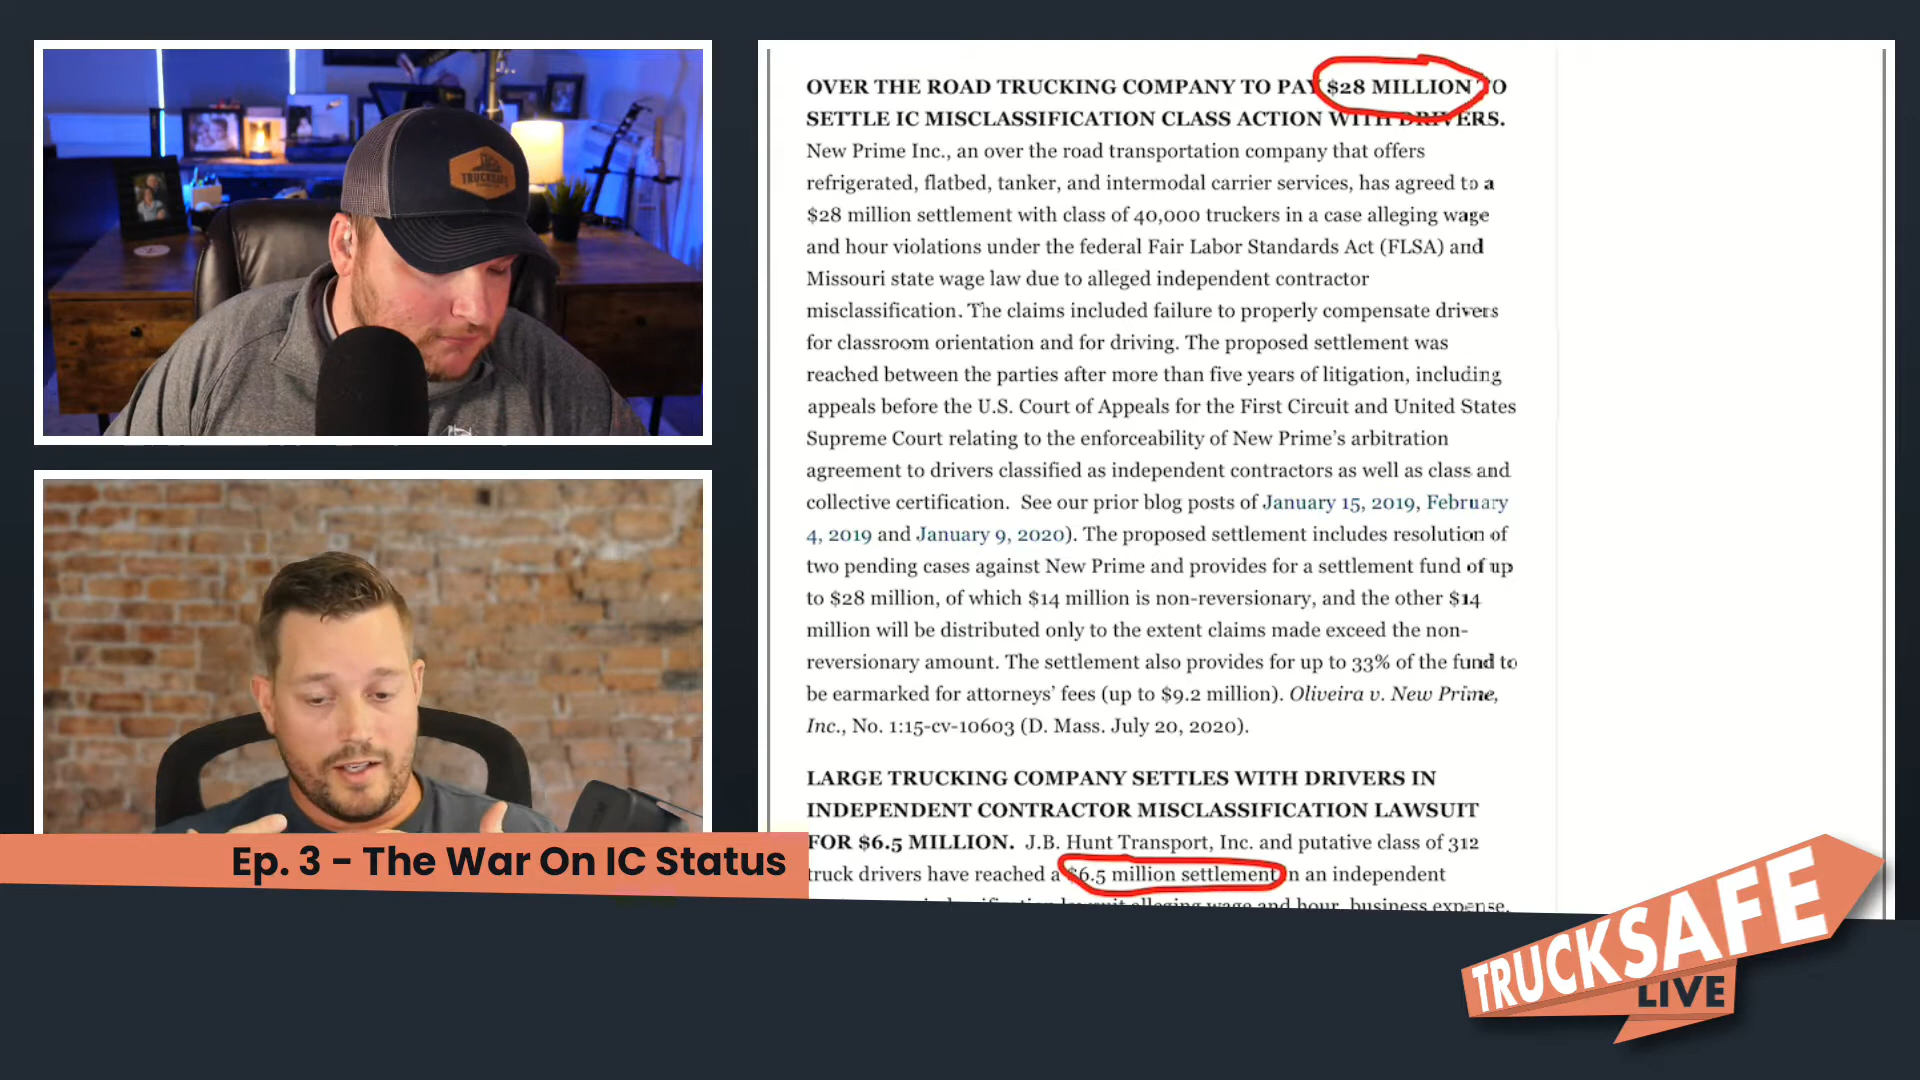 TRUCKSAFE
OVER THE ROAD TRUCKING COMPANY TO PAY $28 MILLION TO
SETTLE IC MISCLASSIFICATION CLASS ACTION WITH DRIVERS.
New Prime Inc., an over the road transportation company that offers
refrigerated, flatbed, tanker, and intermodal carrier services, has agreed to a
$28 million settlement with class of 40,000 truckers in a case alleging wage
and hour violations under the federal Fair Labor Standards Act (FLSA) and
Missouri state wage law due to alleged independent contractor
misclassification. The claims included failure to properly compensate drivers
for classroom orientation and for driving. The proposed settlement was
reached between the parties after more than five years of litigation, including
appeals before the U.S. Court of Appeals for the First Circuit and United States
Supreme Court relating to the enforceability of New Prime's arbitration
agreement to drivers classified as independent contractors as well as class and
collective certification. See our prior blog posts of January 15, 2019, February
4, 2019 and January 9, 2020). The proposed settlement includes resolution of
two pending cases against New Prime and provides for a settlement fund of up
to $28 million, of which $14 million is non-reversionary, and the other $14
million will be distributed only to the extent claims made exceed the non-
reversionary amount. The settlement also provides for up to 33% of the fund to
be earmarked for attorneys' fees (up to $9.2 million). Oliveira v. New Prime,
Inc., No. 1:15-cv-10603 (D. Mass. July 20, 2020).
LARGE TRUCKING COMPANY SETTLES WITH DRIVERS IN
INDEPENDENT CONTRACTOR MISCLASSIFICATION LAWSUIT
FOR $6.5 MILLION. J.B. Hunt Transport, Inc. and putative class of 312
truck drivers have reached a $6.5 million settlement in an independent
alleging wage and hour, business expense,
Ep. 3 - The War On IC Status
TRUCKSAFE
LIVE